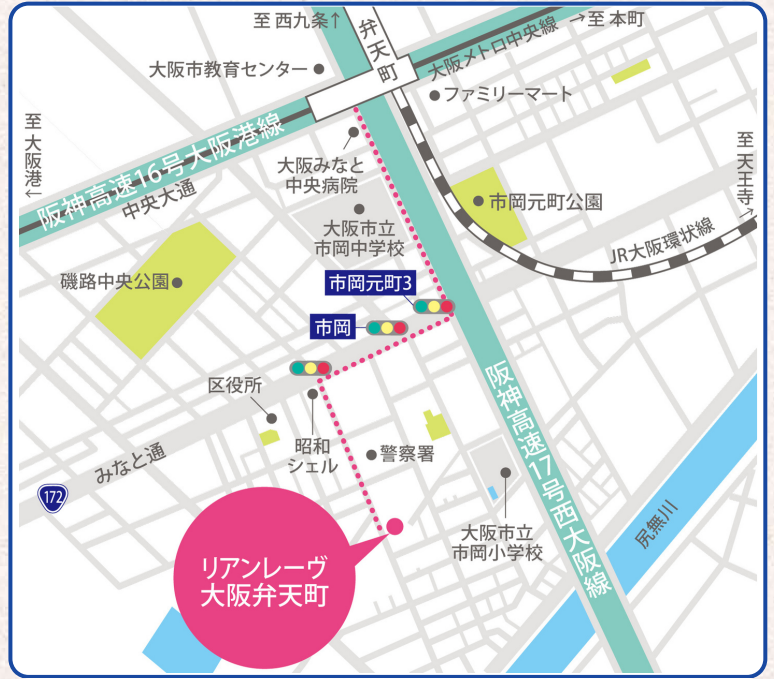 至 西九条↑
弁天町
大阪メトロ中央線
→至 本町
大阪市教育センター
ファミリーマート
至 大阪港←
阪神高速16号大阪港線
中央大通
大阪みなと
中央病院
至 天王寺→
大阪市立
市岡中学校
市岡元町公園
JR大阪環状線
磯路中央公園
市岡元町3
市岡
区役所
阪神高速17号西大阪線
みなと通
昭和
シェル
警察署
172
大阪市立
市岡小学校
尻無川
リアンレーヴ
大阪弁天町